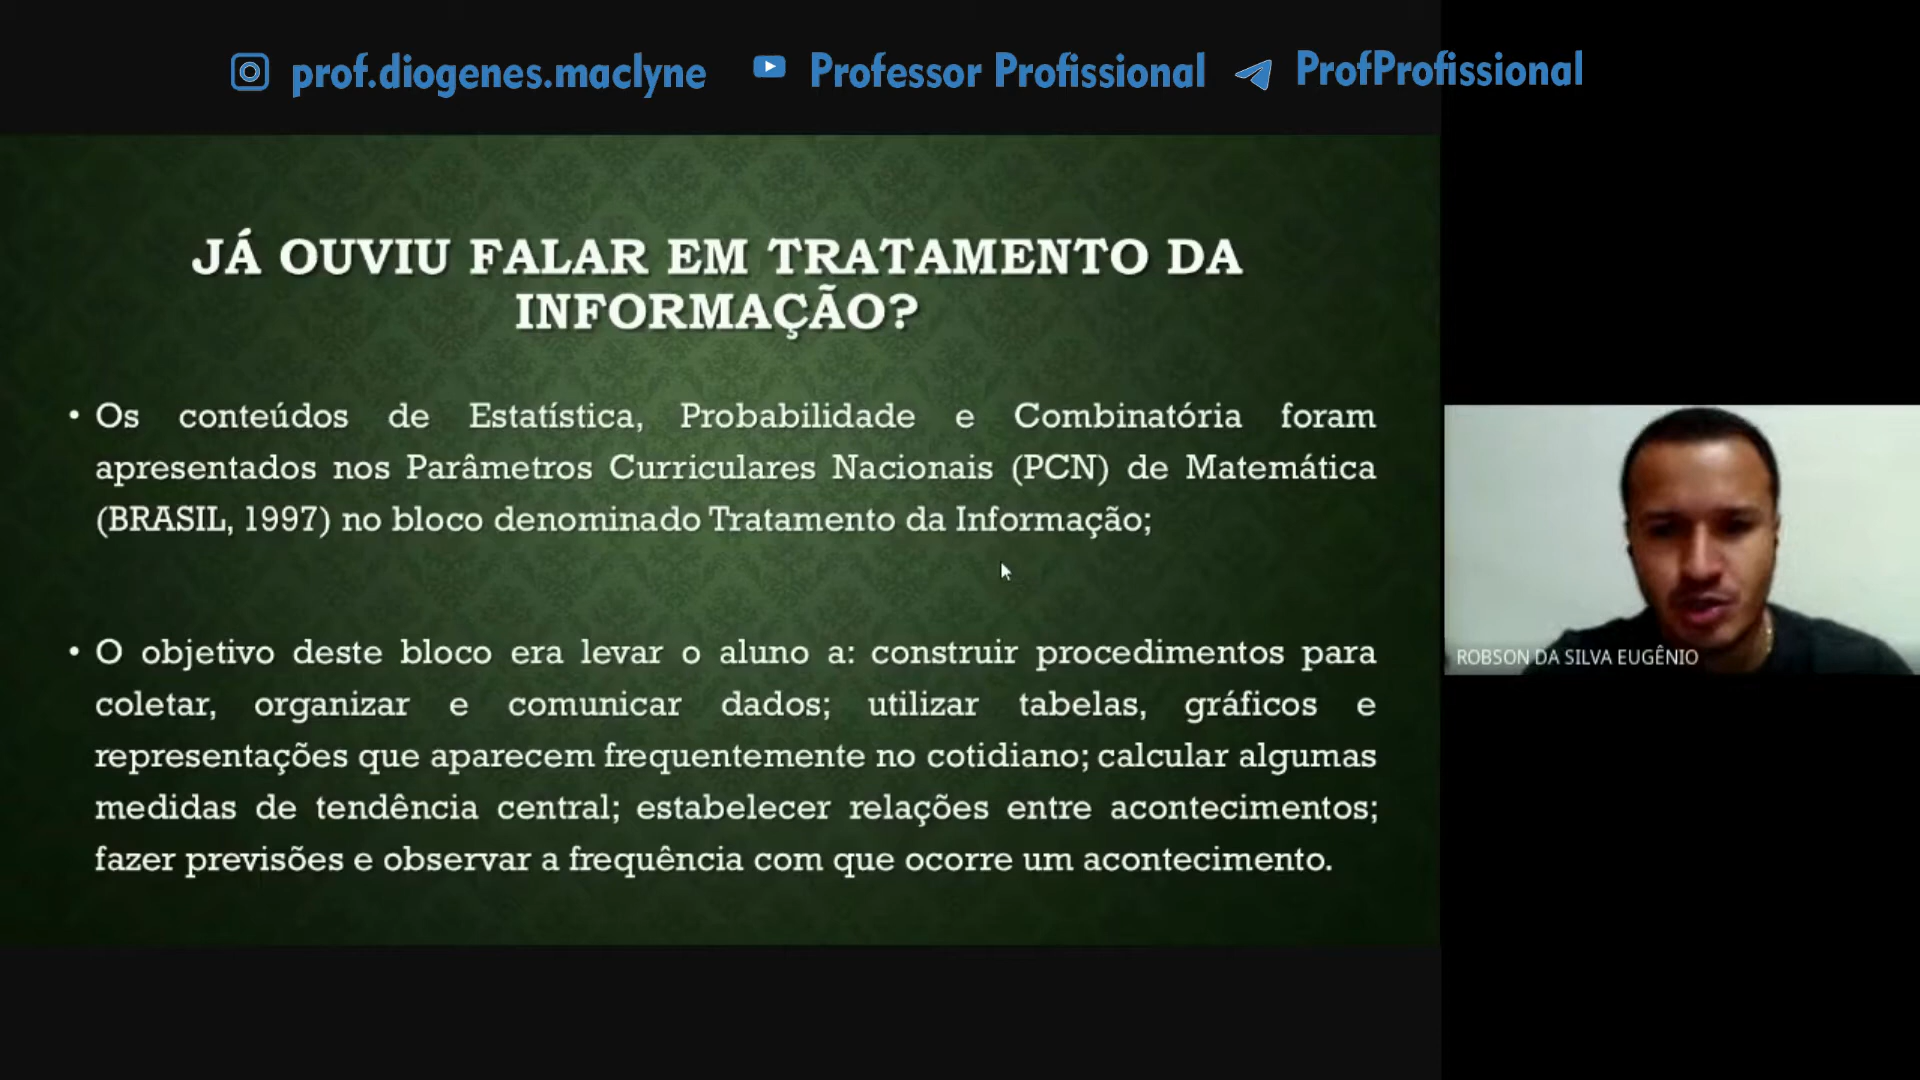 prof.diogenes.maclyne Professor Profissional ProfProfissional
JÁ OUVIU FALAR EM TRATAMENTO DA
INFORMAÇÃO?
• Os conteúdos de Estatística, Probabilidade e Combinatória foram
apresentados nos Parâmetros Curriculares Nacionais (PCN) de Matemática
(BRASIL, 1997) no bloco denominado Tratamento da Informação;
• O objetivo deste bloco era levar o aluno a: construir procedimentos para
coletar, organizar e comunicar dados; utilizar tabelas, gráficos e
representações que aparecem frequentemente no cotidiano; calcular algumas
medidas de tendência central; estabelecer relações entre acontecimentos;
fazer previsões e observar a frequência com que ocorre um acontecimento.
ROBSON DA SILVA EUGÊNIO